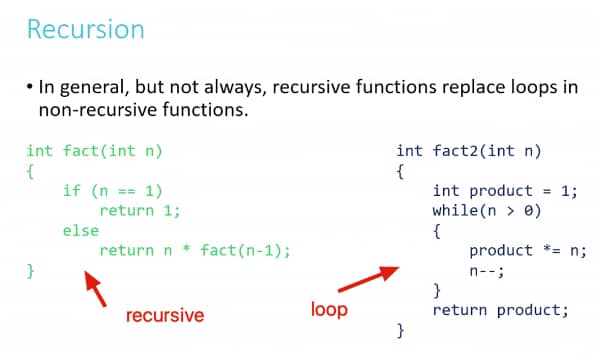 Recursion
• In general, but not always, recursive functions replace loops in
non-recursive functions.
int fact(int n)
{
    if (n == 1)
        return 1;
    else
        return n * fact(n-1);
}
recursive
int fact2(int n)
{
    int product = 1;
    while(n > 0)
    {
        product *= n;
        n--;
    }
    return product;
}
loop